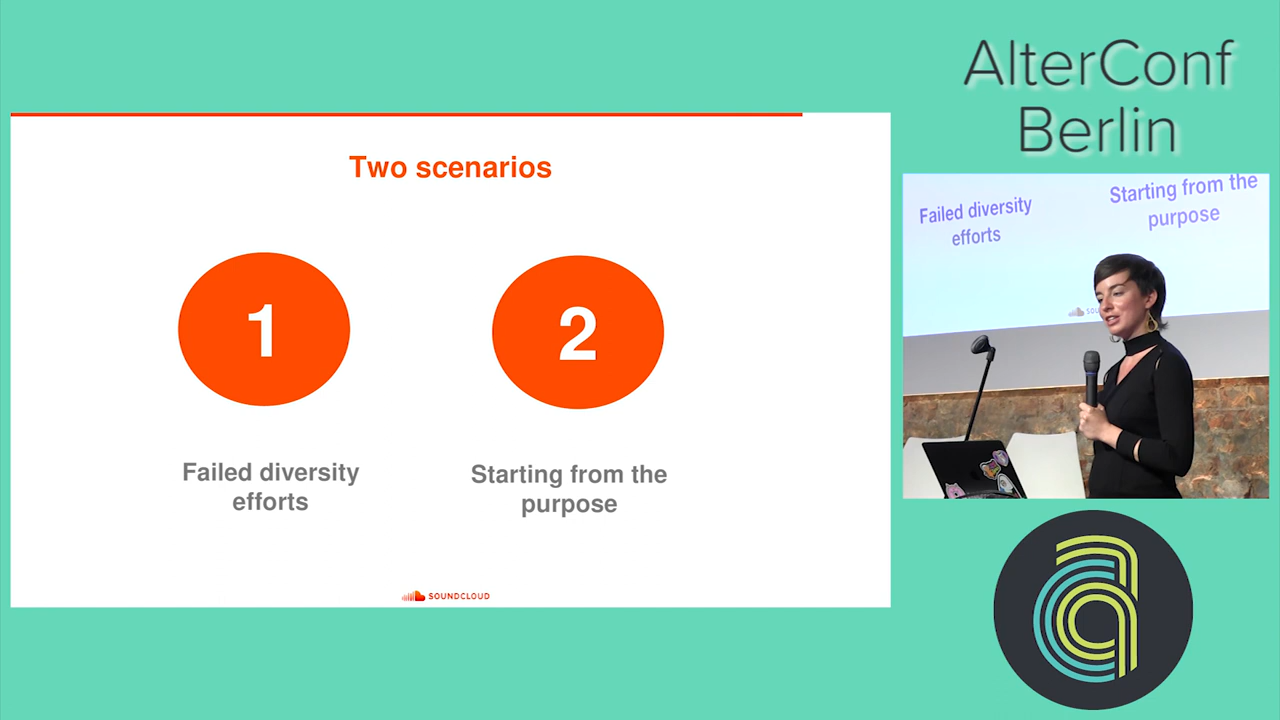 AlterConf
Berlin
Two scenarios
1
2
Failed diversity
efforts
Starting from the
purpose
SOUNDCLOUD
Failed diversity
efforts
Starting from the
purpose